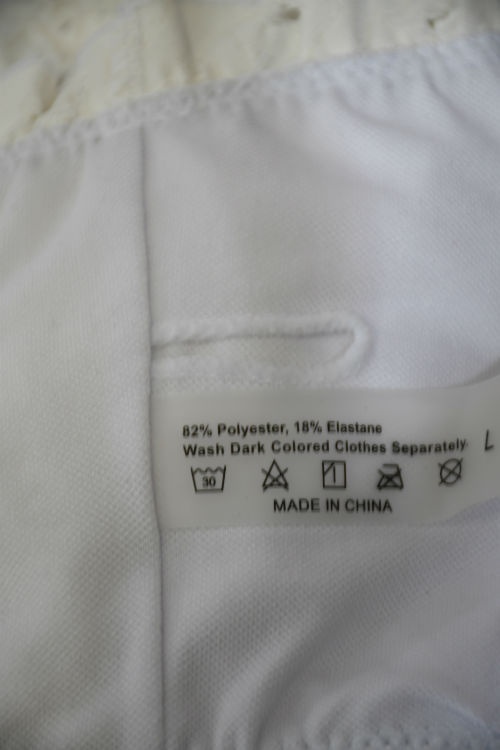 82% Polyester, 18% Elastane
Wash Dark Colored Clothes Separately.
L
30
MADE IN CHINA